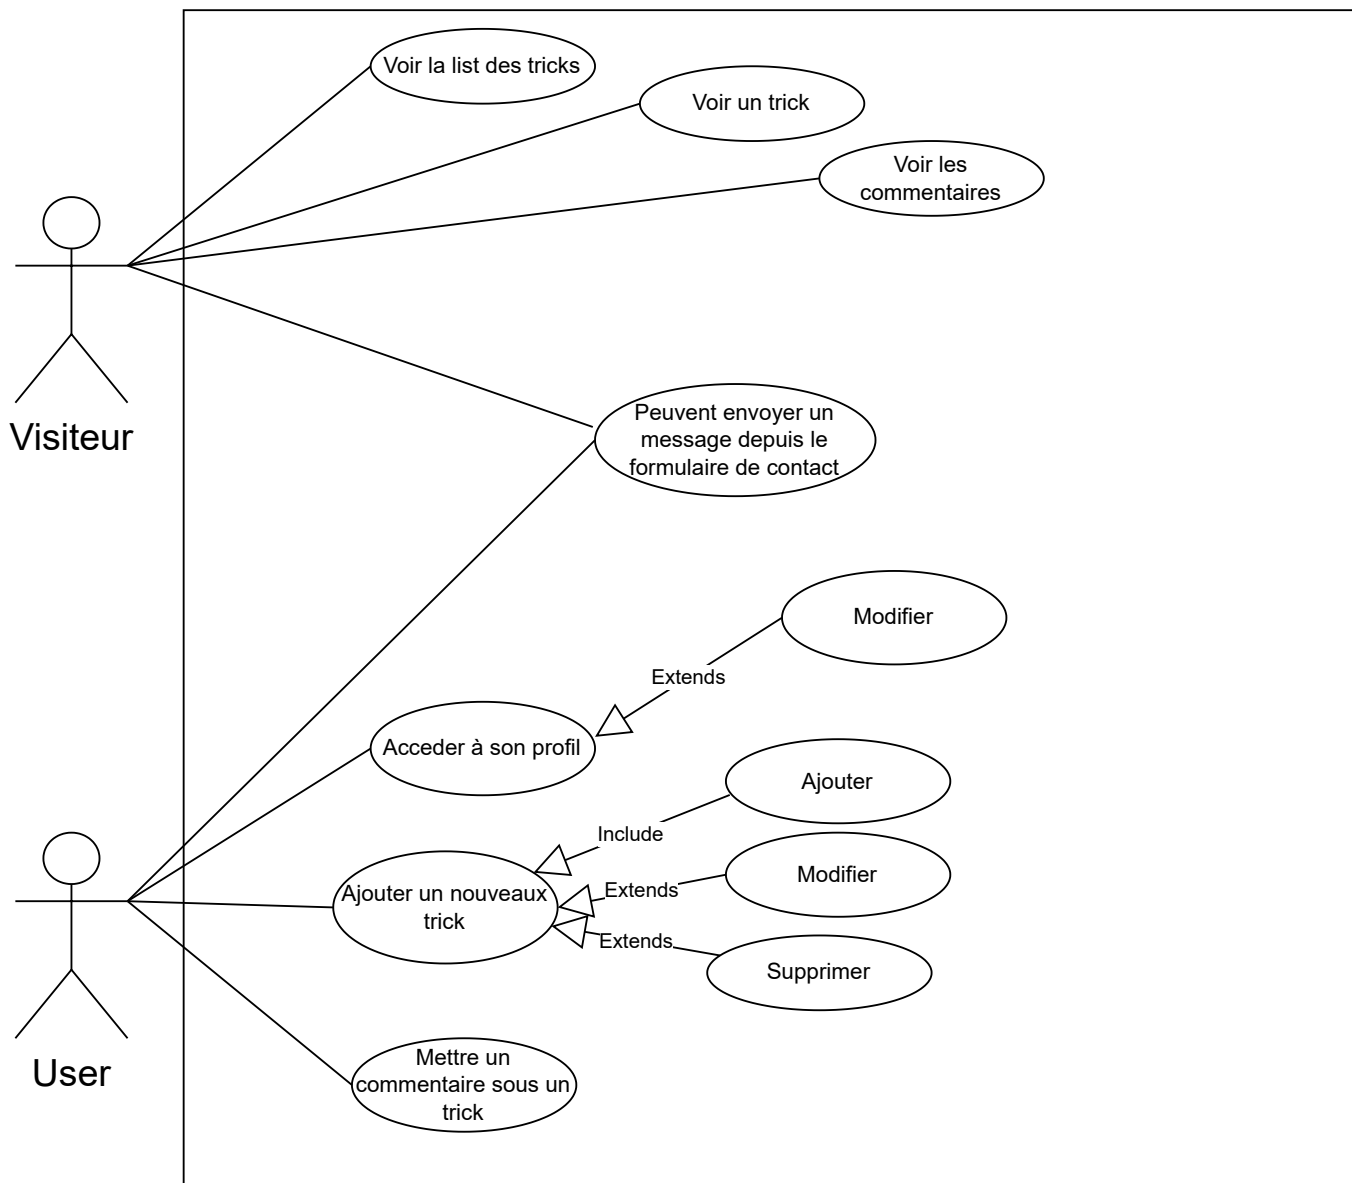 Voir la list des tricks
Voir un trick
Voir les
commentaires
Visiteur
Peuvent envoyer un
message depuis le
formulaire de contact
Modifier
Extends
Acceder à son profil
Ajouter
Include
Modifier
Extends
Ajouter un nouveaux
trick
Extends
Supprimer
User
Mettre un
commentaire sous un
trick